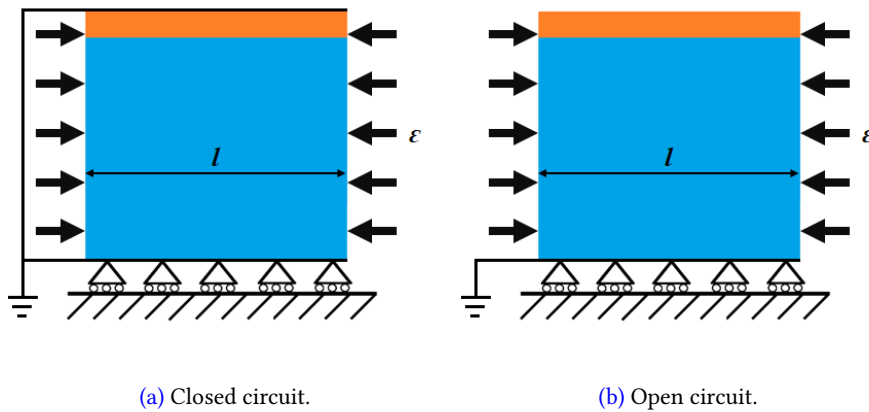 l
ε
l
ε
(a) Closed circuit.
(b) Open circuit.